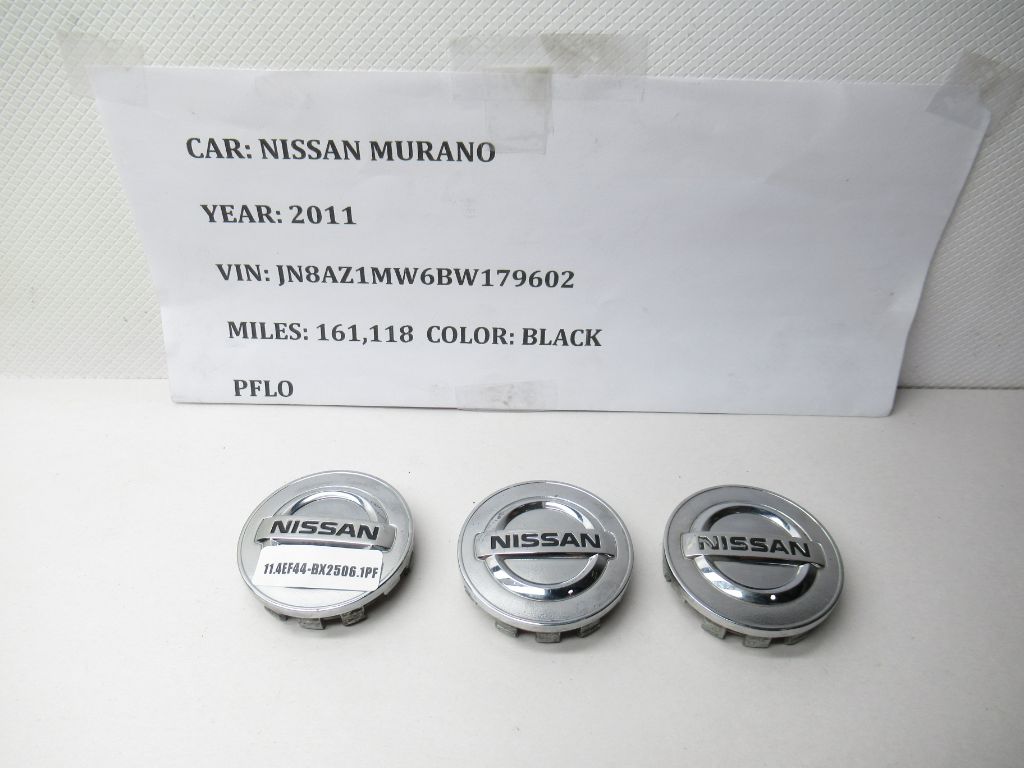 CAR: NISSAN MURANO
YEAR: 2011
VIN: JN8AZ1MW6BW179602
MILES: 161,118 COLOR: BLACK
PFLO
NISSAN
11.4EF44-BX2506.1PF
NISSAN
NISSAN